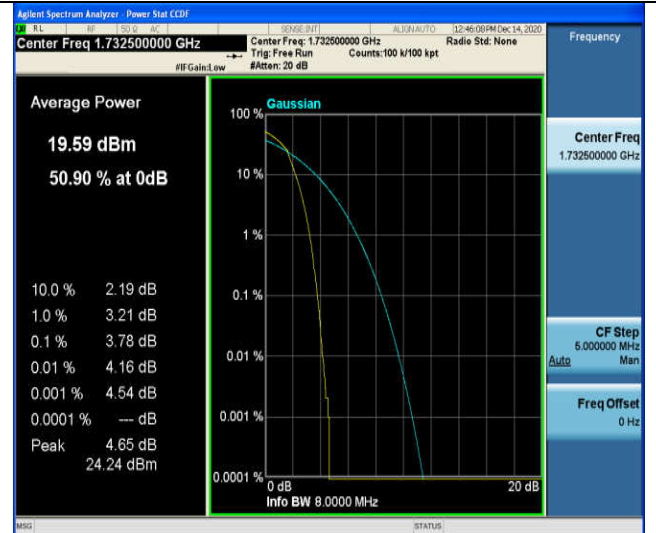 Agilent Spectrum Analyzer - Power Stat CCDF
RL RF 50 Ω AC SENSE:INT ALIGN AUTO 12:46:08 PM Dec 14, 2020
Center Freq 1.732500000 GHz
Center Freq: 1.732500000 GHz Radio Std: None
Trig: Free Run Counts:100 k/100 kpt
#IFGain:Low #Atten: 20 dB
Frequency
Average Power
19.59 dBm
50.90 % at 0dB
10.0 % 2.19 dB
1.0 % 3.21 dB
0.1 % 3.78 dB
0.01 % 4.16 dB
0.001 % 4.54 dB
0.0001 % --- dB
Peak 4.65 dB
24.24 dBm
Gaussian
100 %
10 %
1 %
0.1 %
0.01 %
0.001 %
0.0001 %
0 dB 20 dB
Info BW 8.0000 MHz
Center Freq
1.732500000 GHz
CF Step
5.000000 MHz
Auto Man
Freq Offset
0 Hz
MSG STATUS